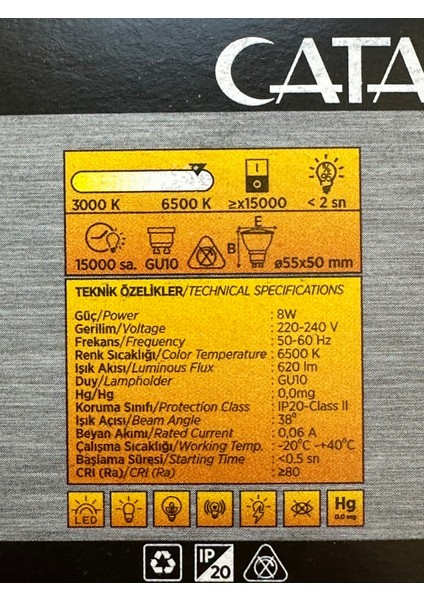 CATA
3000 K 6500 K ≥x15000 < 2 sn
15000 sa. GU10 B E ø55x50 mm
TEKNİK ÖZELİKLER/TECHNICAL SPECIFICATIONS
Güç/Power : 8W
Gerilim/Voltage : 220-240 V
Frekans/Frequency : 50-60 Hz
Renk Sıcaklığı/Color Temperature : 6500 K
Işık Akısı/Luminous Flux : 620 lm
Duy/Lampholder : GU10
Hg/Hg : 0,0mg
Koruma Sınıfı/Protection Class : IP20-Class II
Işık Açısı/Beam Angle : 38°
Beyan Akımı/Rated Current : 0,06 A
Çalışma Sıcaklığı/Working Temp. : -20°C -+40°C
Başlama Süresi/Starting Time : <0.5 sn
CRI (Ra)/CRI (Ra) : ≥80
LED Hg
0.0 mg
IP
20